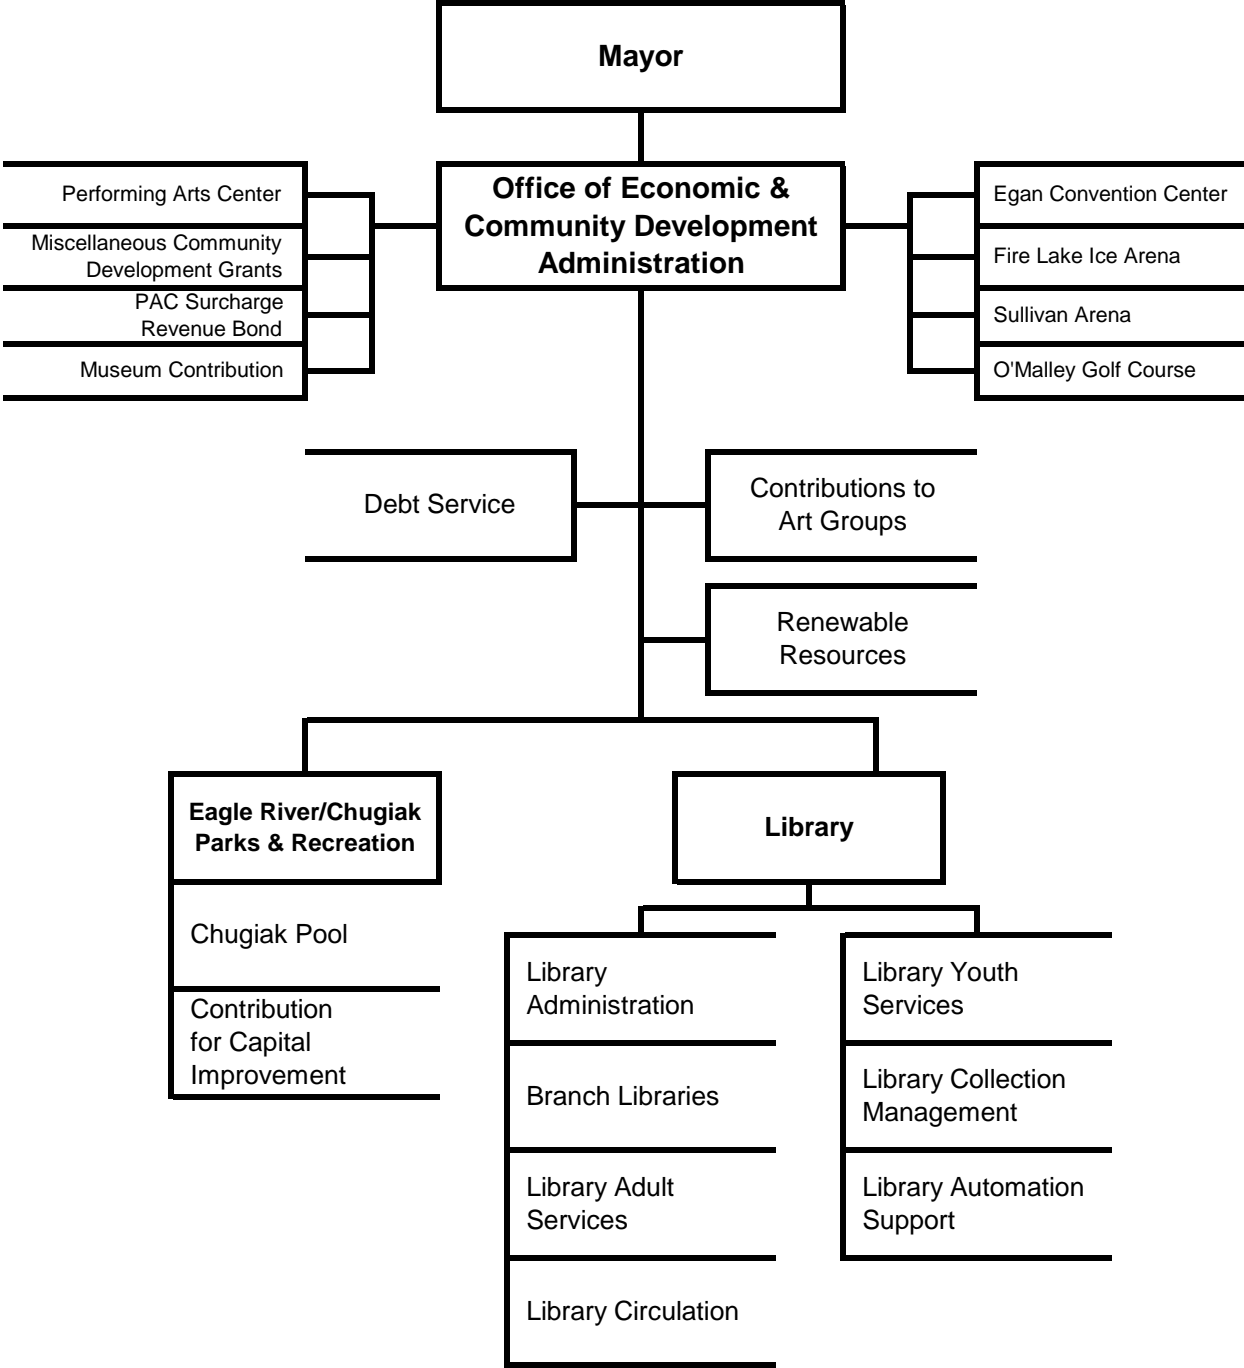 Mayor
Office of Economic &
Community Development
Administration
Performing Arts Center
Miscellaneous Community
Development Grants
PAC Surcharge
Revenue Bond
Museum Contribution
Egan Convention Center
Fire Lake Ice Arena
Sullivan Arena
O'Malley Golf Course
Debt Service
Contributions to
Art Groups
Renewable
Resources
Eagle River/Chugiak
Parks & Recreation
Chugiak Pool
Contribution
for Capital
Improvement
Library
Library
Administration
Branch Libraries
Library Adult
Services
Library Circulation
Library Youth
Services
Library Collection
Management
Library Automation
Support